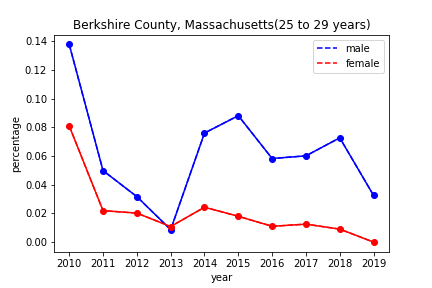 Berkshire County, Massachusetts(25 to 29 years)
male
female
percentage
0.14
0.12
0.10
0.08
0.06
0.04
0.02
0.00
2010 2011 2012 2013 2014 2015 2016 2017 2018 2019
year